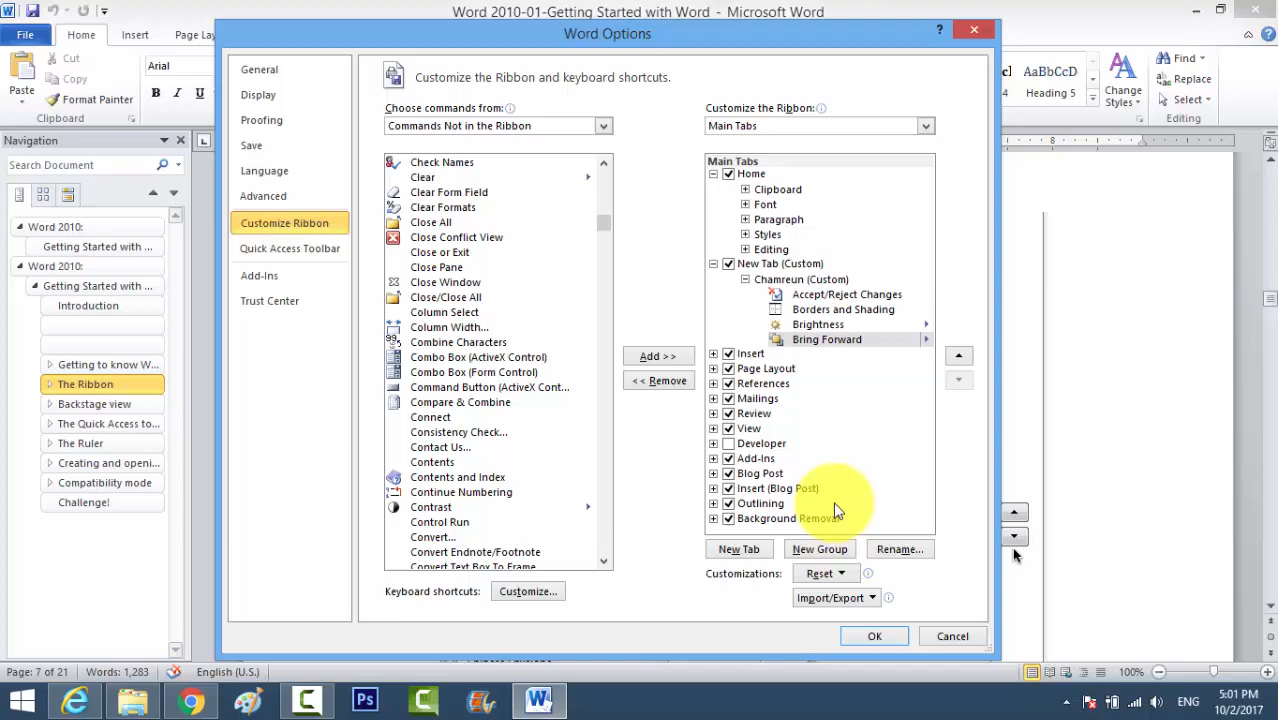 Word 2010-01-Getting Started with Word - Microsoft Word
File
Home
Insert
Page Lay
Cut
Copy
Format Painter
Paste
Clipboard
Arial
B I U
Word Options
AaBbCcD
Heading 5
Change Styles
Find
Replace
Select
Editing
Navigation
Search Document
Word 2010:
Getting Started with ...
Word 2010:
Getting Started with ...
Introduction
Getting to know W...
The Ribbon
Backstage view
The Quick Access to...
The Ruler
Creating and openi...
Compatibility mode
Challenge!
General
Display
Proofing
Save
Language
Advanced
Customize Ribbon
Quick Access Toolbar
Add-Ins
Trust Center
Customize the Ribbon and keyboard shortcuts.
Choose commands from:
Commands Not in the Ribbon
Check Names
Clear
Clear Form Field
Clear Formats
Close All
Close Conflict View
Close or Exit
Close Pane
Close Window
Close/Close All
Column Select
Column Width...
Combine Characters
Combo Box (ActiveX Control)
Combo Box (Form Control)
Command Button (ActiveX Cont...
Compare & Combine
Connect
Consistency Check...
Contact Us...
Contents
Contents and Index
Continue Numbering
Contrast
Control Run
Convert...
Convert Endnote/Footnote
Convert Text Box To Frame
Keyboard shortcuts:
Customize...
Add >>
<< Remove
Customize the Ribbon:
Main Tabs
Main Tabs
Home
Clipboard
Font
Paragraph
Styles
Editing
New Tab (Custom)
Chamreun (Custom)
Accept/Reject Changes
Borders and Shading
Brightness
Bring Forward
Insert
Page Layout
References
Mailings
Review
View
Developer
Add-Ins
Blog Post
Insert (Blog Post)
Outlining
Background Removal
New Tab
New Group
Rename...
Customizations:
Reset
Import/Export
OK
Cancel
Page: 7 of 21
Words: 1,283
English (U.S.)
100%
ENG
5:01 PM
10/2/2017